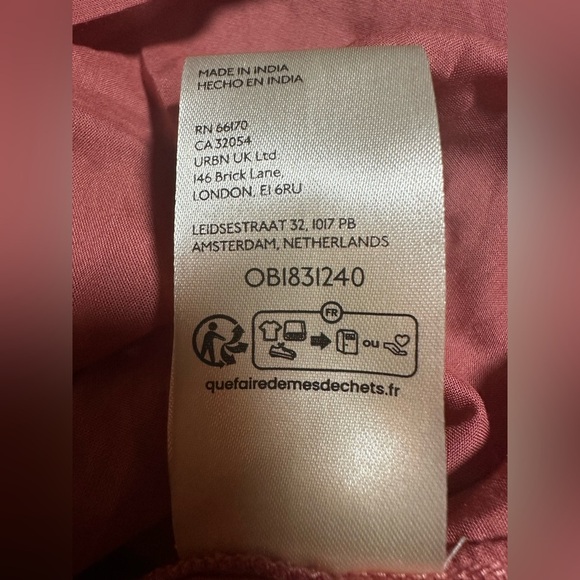 MADE IN INDIA
HECHO EN INDIA
RN 66170
CA 32054
URBN UK Ltd
146 Brick Lane,
LONDON, E1 6RU
LEIDSESTRAAT 32, 1017 PB
AMSTERDAM, NETHERLANDS
OB1831240
FR
ou
quefairedemesdechets.fr